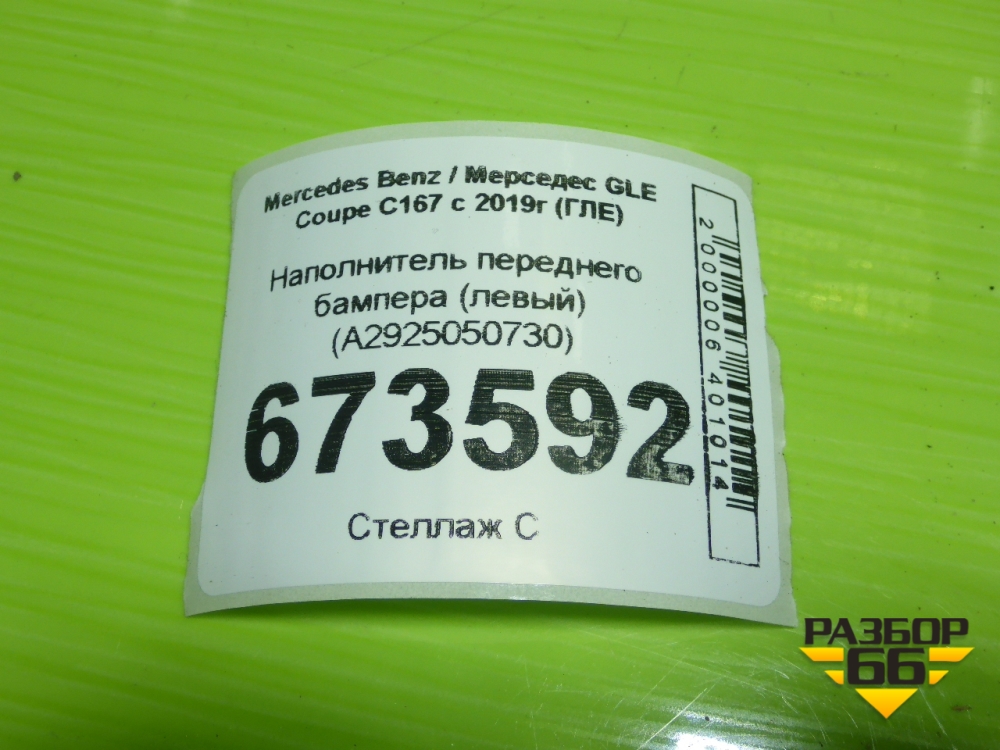 Mercedes Benz / Мерседес GLE
Coupe C167 с 2019г (ГЛЕ)
Наполнитель переднего
бампера (левый)
(A2925050730)
673592
Стеллаж С
2000006401014
РАЗБОР
66